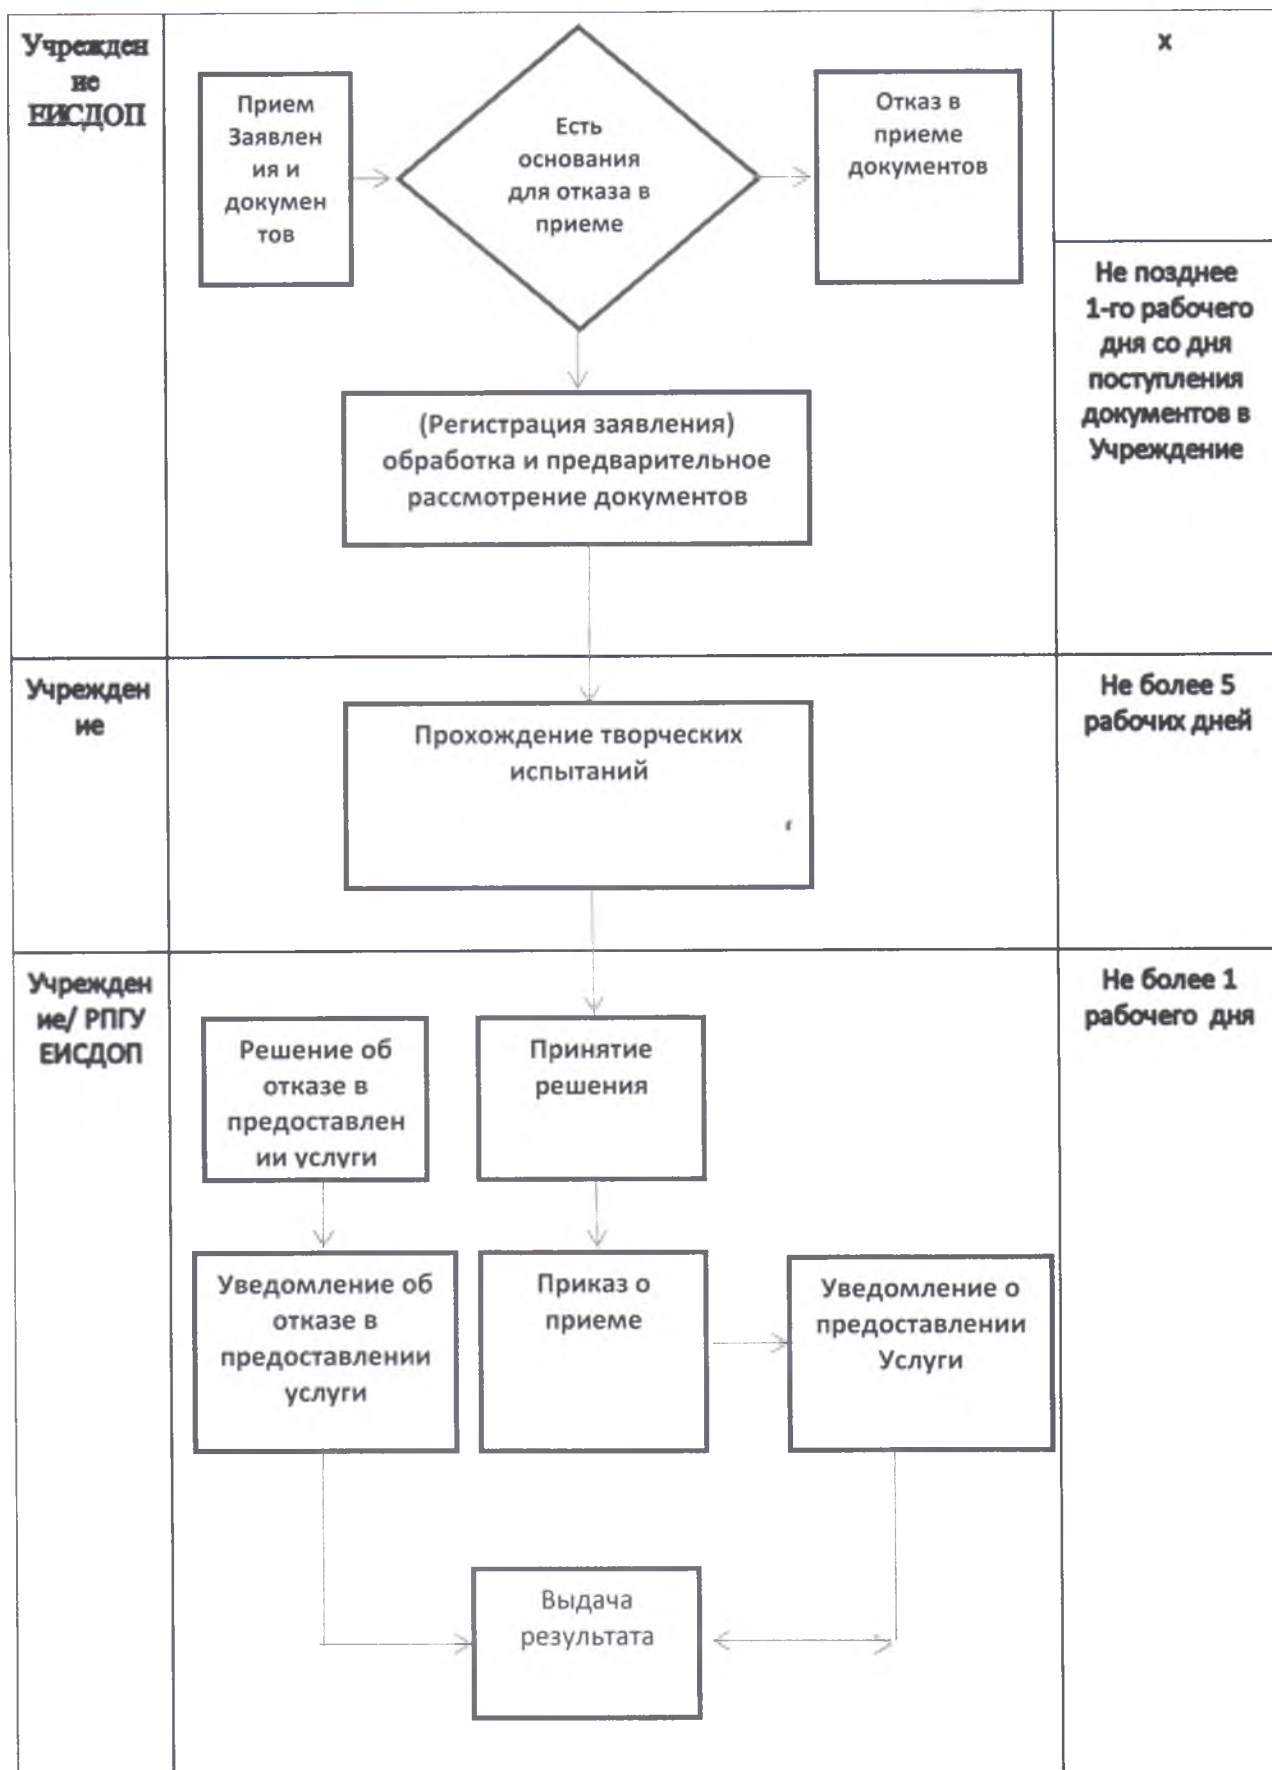 Учрежден
ие
ЕИСДОП
Прием
Заявлен
ия и
докумен
тов
Есть
основания
для отказа в
приеме
Отказ в
приеме
документов
х
Не позднее
1-го рабочего
дня со дня
поступления
документов в
Учреждение
(Регистрация заявления)
обработка и предварительное
рассмотрение документов
Учрежден
ие
Прохождение творческих
испытаний
Не более 5
рабочих дней
Учрежден
ие/ РПГУ
ЕИСДОП
Решение об
отказе в
предоставлен
ии услуги
Принятие
решения
Не более 1
рабочего дня
Уведомление об
отказе в
предоставлении
услуги
Приказ о
приеме
Уведомление о
предоставлении
Услуги
Выдача
результата